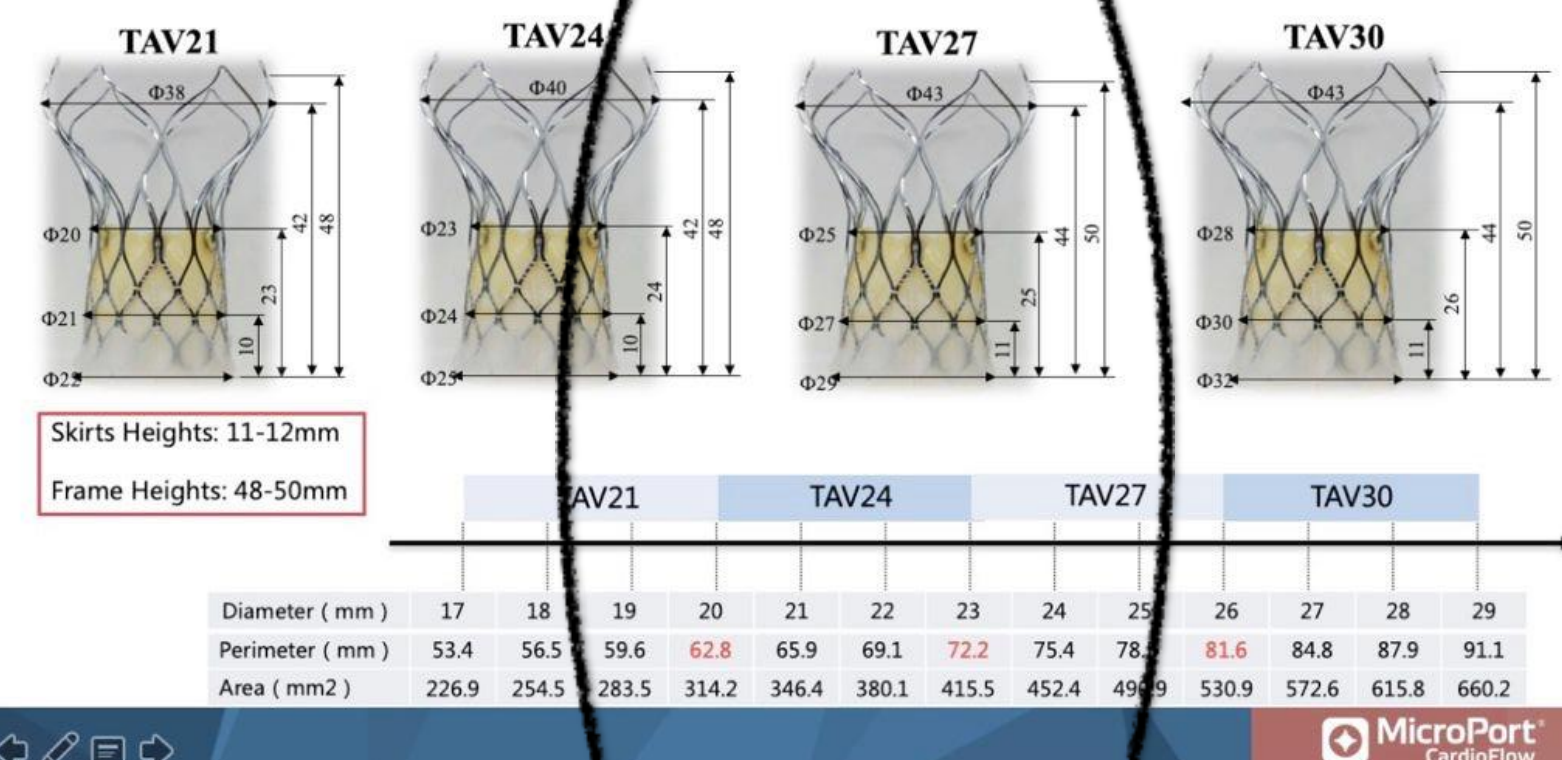 TAV21 TAV24 TAV27 TAV30
Φ38 Φ40 Φ43 Φ43
Φ20 42 48 Φ23 42 48 Φ25 44 50 Φ28 44 50
23 24 25 26
Φ21 10 Φ24 10 Φ27 11 Φ30 11
Φ22 Φ25 Φ29 Φ32
Skirts Heights: 11-12mm
Frame Heights: 48-50mm
AV21 TAV24 TAV27 TAV30
Diameter ( mm ) 17 18 19 20 21 22 23 24 25 26 27 28 29
Perimeter ( mm ) 53.4 56.5 59.6 62.8 65.9 69.1 72.2 75.4 78. 81.6 84.8 87.9 91.1
Area ( mm2 ) 226.9 254.5 283.5 314.2 346.4 380.1 415.5 452.4 530.9 572.6 615.8 660.2
MicroPort
CardioFlow